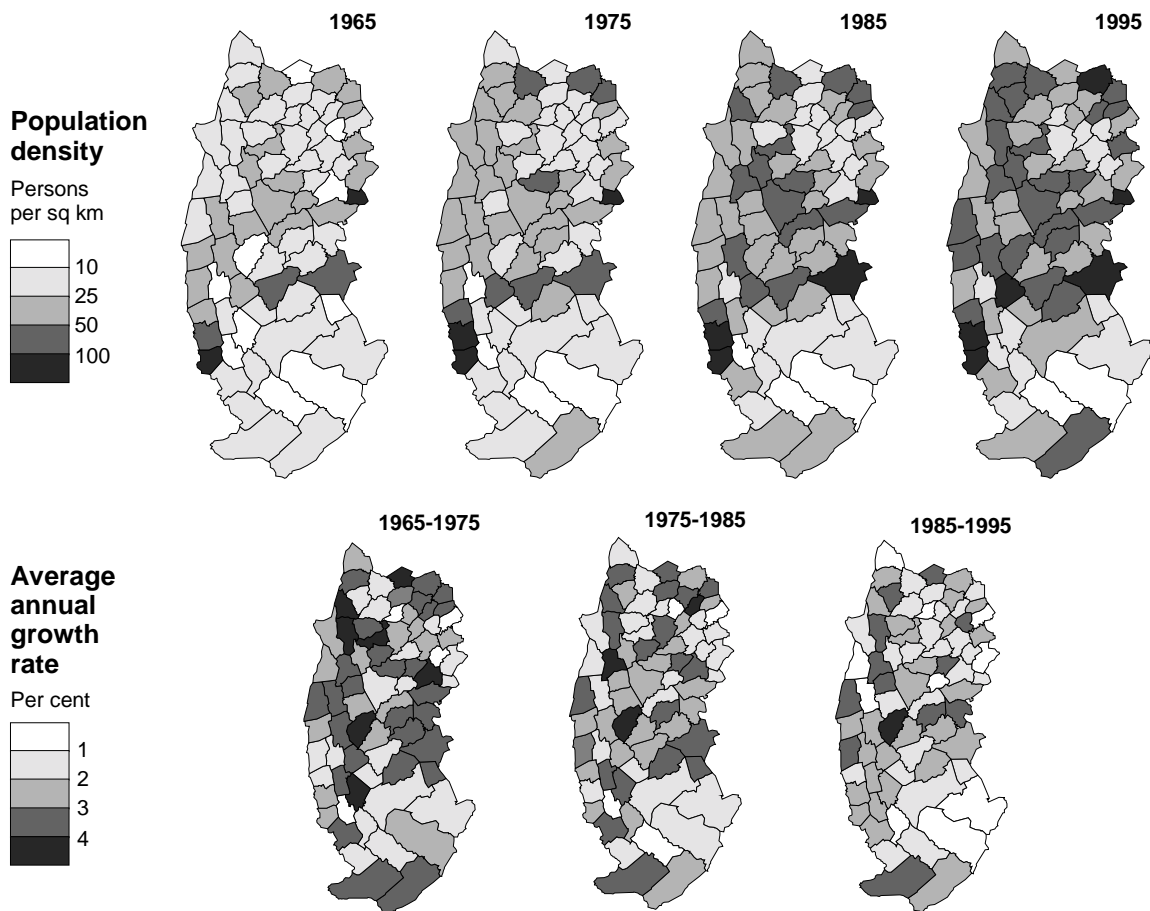 1965
1975
1985
1995
Population
density
Persons
per sq km
10
25
50
100
1965-1975
1975-1985
1985-1995
Average
annual
growth
rate
Per cent
1
2
3
4